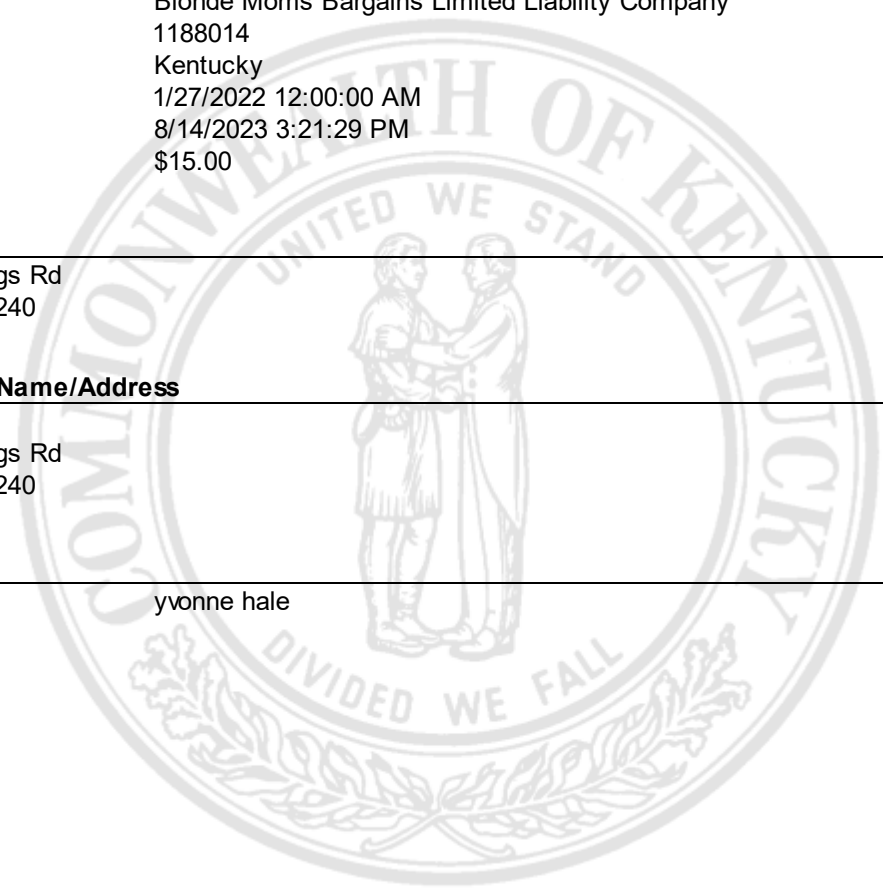 Blonde Moms Bargains Limited Liability Company
1188014
Kentucky
1/27/2022 12:00:00 AM
8/14/2023 3:21:29 PM
$15.00
COMMONWEALTH OF KENTUCKY
UNITED WE STAND
gs Rd
240
Name/Address
gs Rd
240
yvonne hale
DIVIDED WE FALL